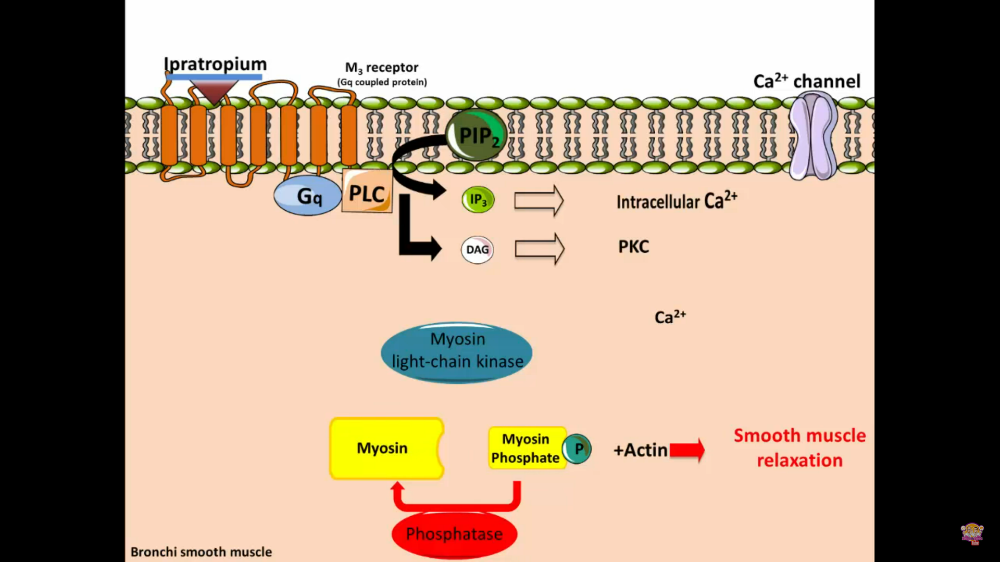 Ipratropium
M₃ receptor
(Gq coupled protein)
Ca²⁺ channel
PIP₂
Gq
PLC
IP₃
Intracellular Ca²⁺
DAG
PKC
Ca²⁺
Myosin
light-chain kinase
Myosin
Myosin
Phosphate
P
+Actin
Smooth muscle
relaxation
Phosphatase
Bronchi smooth muscle